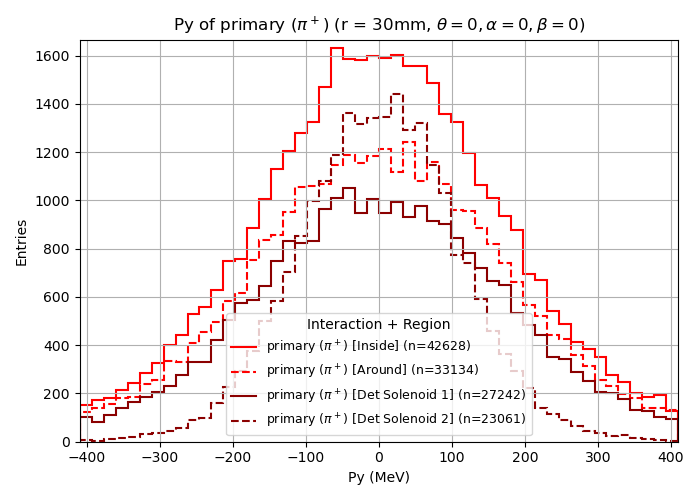 Py of primary (π⁺) (r = 30mm, θ = 0, α = 0, β = 0)
Entries
1600
1400
1200
1000
800
600
400
200
0
Interaction + Region
primary (π⁺) [Inside] (n=42628)
primary (π⁺) [Around] (n=33134)
primary (π⁺) [Det Solenoid 1] (n=27242)
primary (π⁺) [Det Solenoid 2] (n=23061)
−400 −300 −200 −100 0 100 200 300 400
Py (MeV)